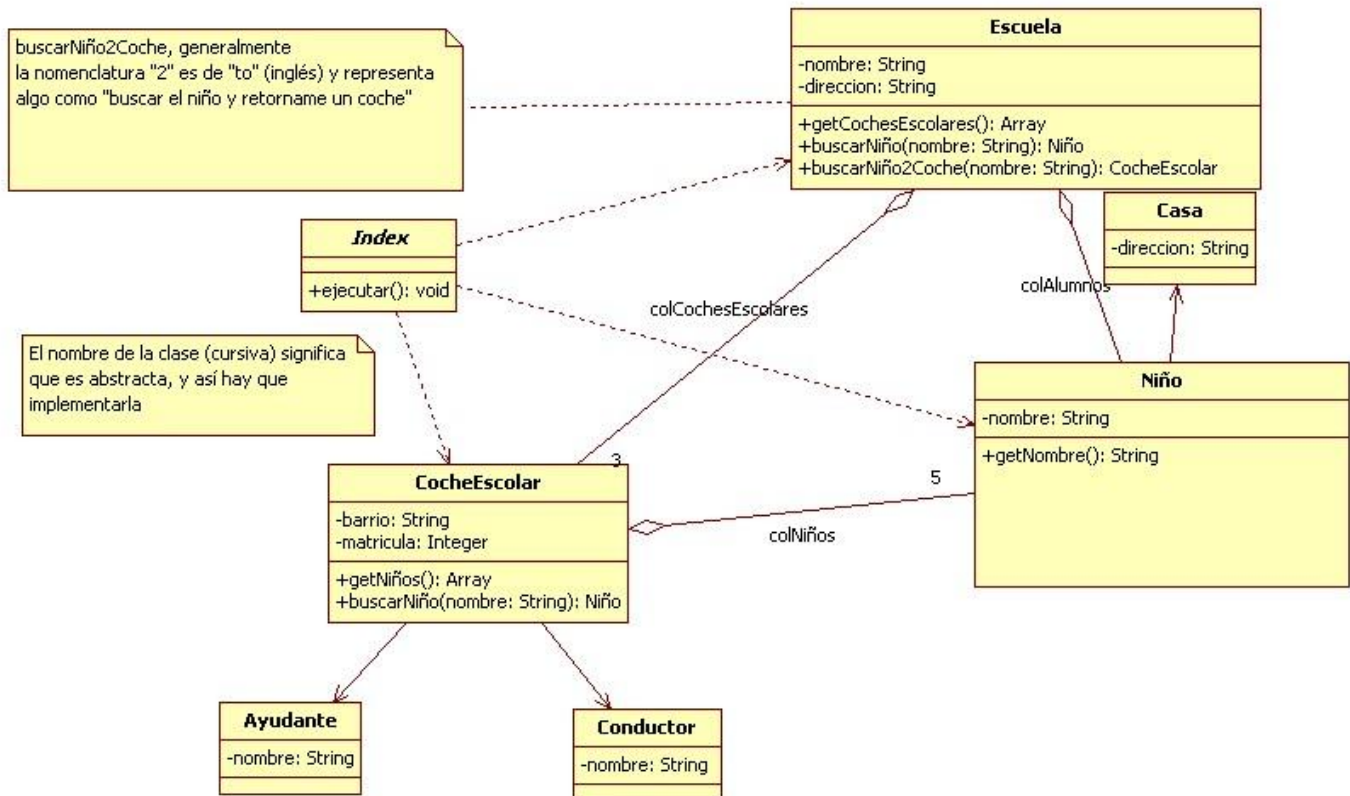 buscarNiño2Coche, generalmente
la nomenclatura "2" es de "to" (inglés) y representa
algo como "buscar el niño y retorname un coche"
Escuela
-nombre: String
-direccion: String
+getCochesEscolares(): Array
+buscarNiño(nombre: String): Niño
+buscarNiño2Coche(nombre: String): CocheEscolar
Casa
-direccion: String
Index
+ejecutar(): void
colCochesEscolares
colAlumnos
El nombre de la clase (cursiva) significa
que es abstracta, y así hay que
implementarla
Niño
-nombre: String
+getNombre(): String
3
5
colNiños
CocheEscolar
-barrio: String
-matricula: Integer
+getNiños(): Array
+buscarNiño(nombre: String): Niño
Ayudante
-nombre: String
Conductor
-nombre: String